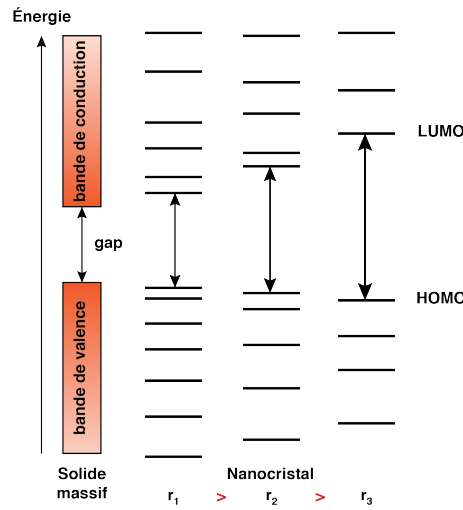 Énergie
bande de conduction
LUMO
gap
HOMO
bande de valence
Solide
massif
Nanocristal
r1 > r2 > r3